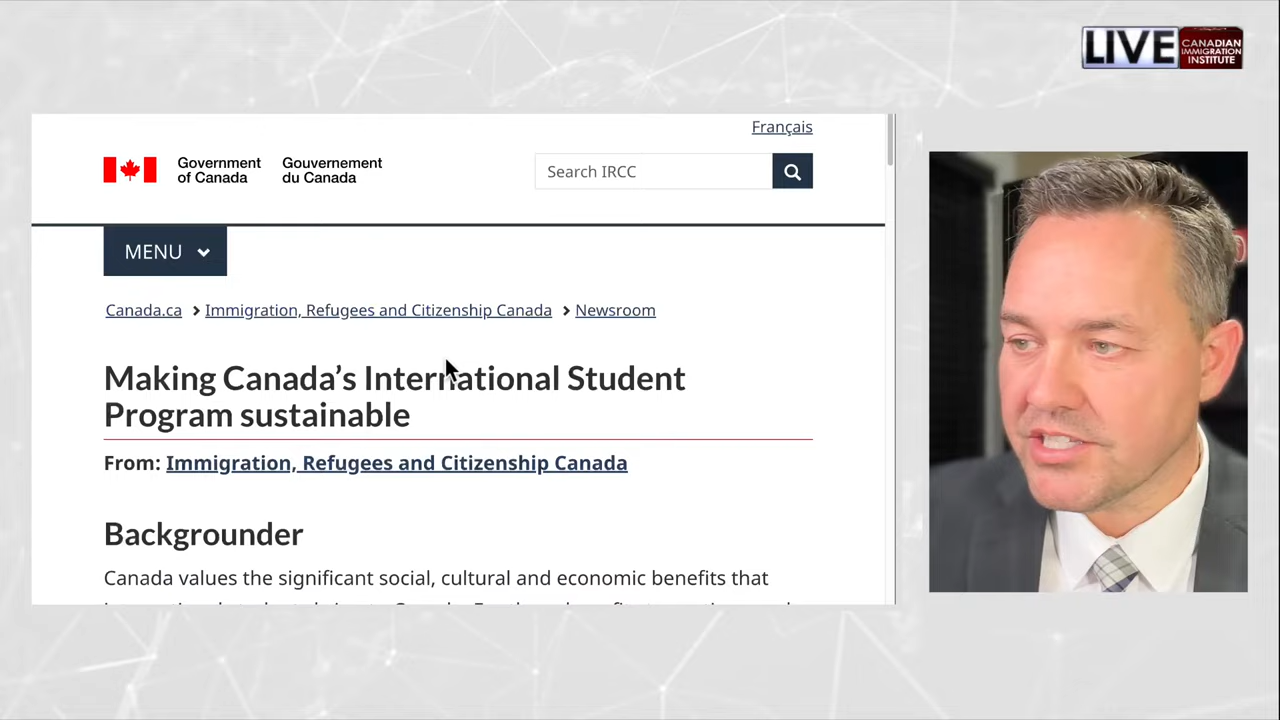 LIVE CANADIAN
IMMIGRATION
INSTITUTE
Français
Government
of Canada
Gouvernement
du Canada
Search IRCC
MENU
Canada.ca > Immigration, Refugees and Citizenship Canada > Newsroom
Making Canada’s International Student
Program sustainable
From: Immigration, Refugees and Citizenship Canada
Backgrounder
Canada values the significant social, cultural and economic benefits that